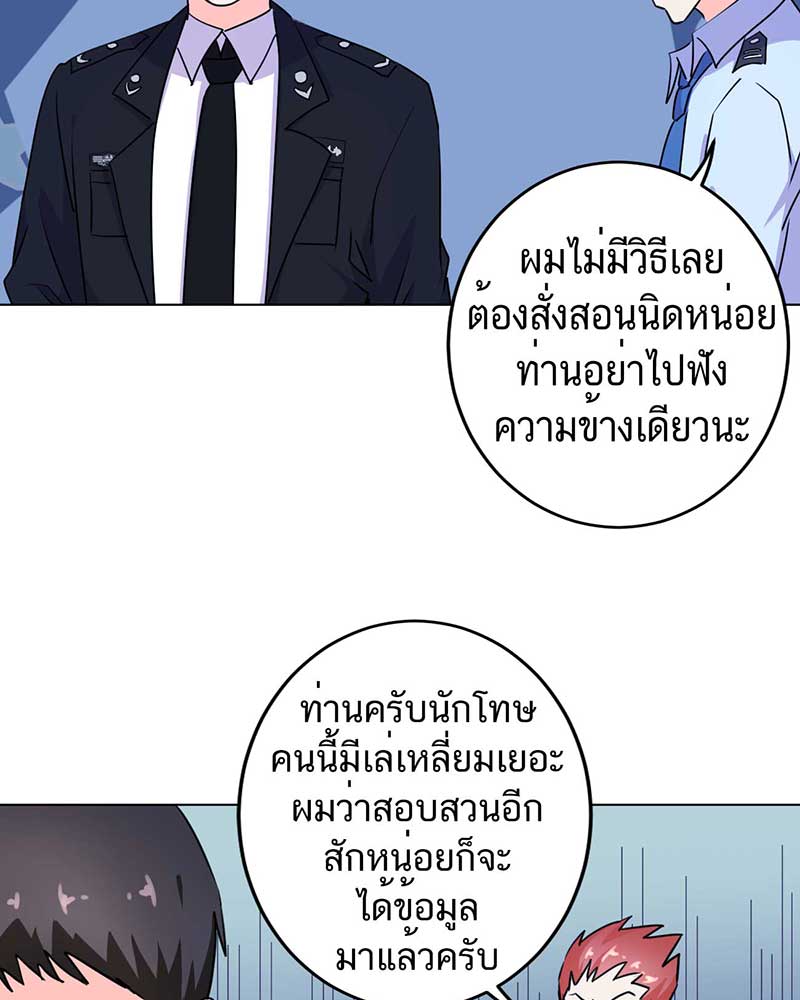 ผมไม่มีวิธีเลย
ต้องสั่งสอนนิดหน่อย
ท่านอย่าไปฟัง
ความข้างเดียวนะ
ท่านครับนักโทษ
คนนี้มีเล่เหลี่ยมเยอะ
ผมว่าสอบสวนอีก
สักหน่อยก็จะ
ได้ข้อมูล
มาแล้วครับ